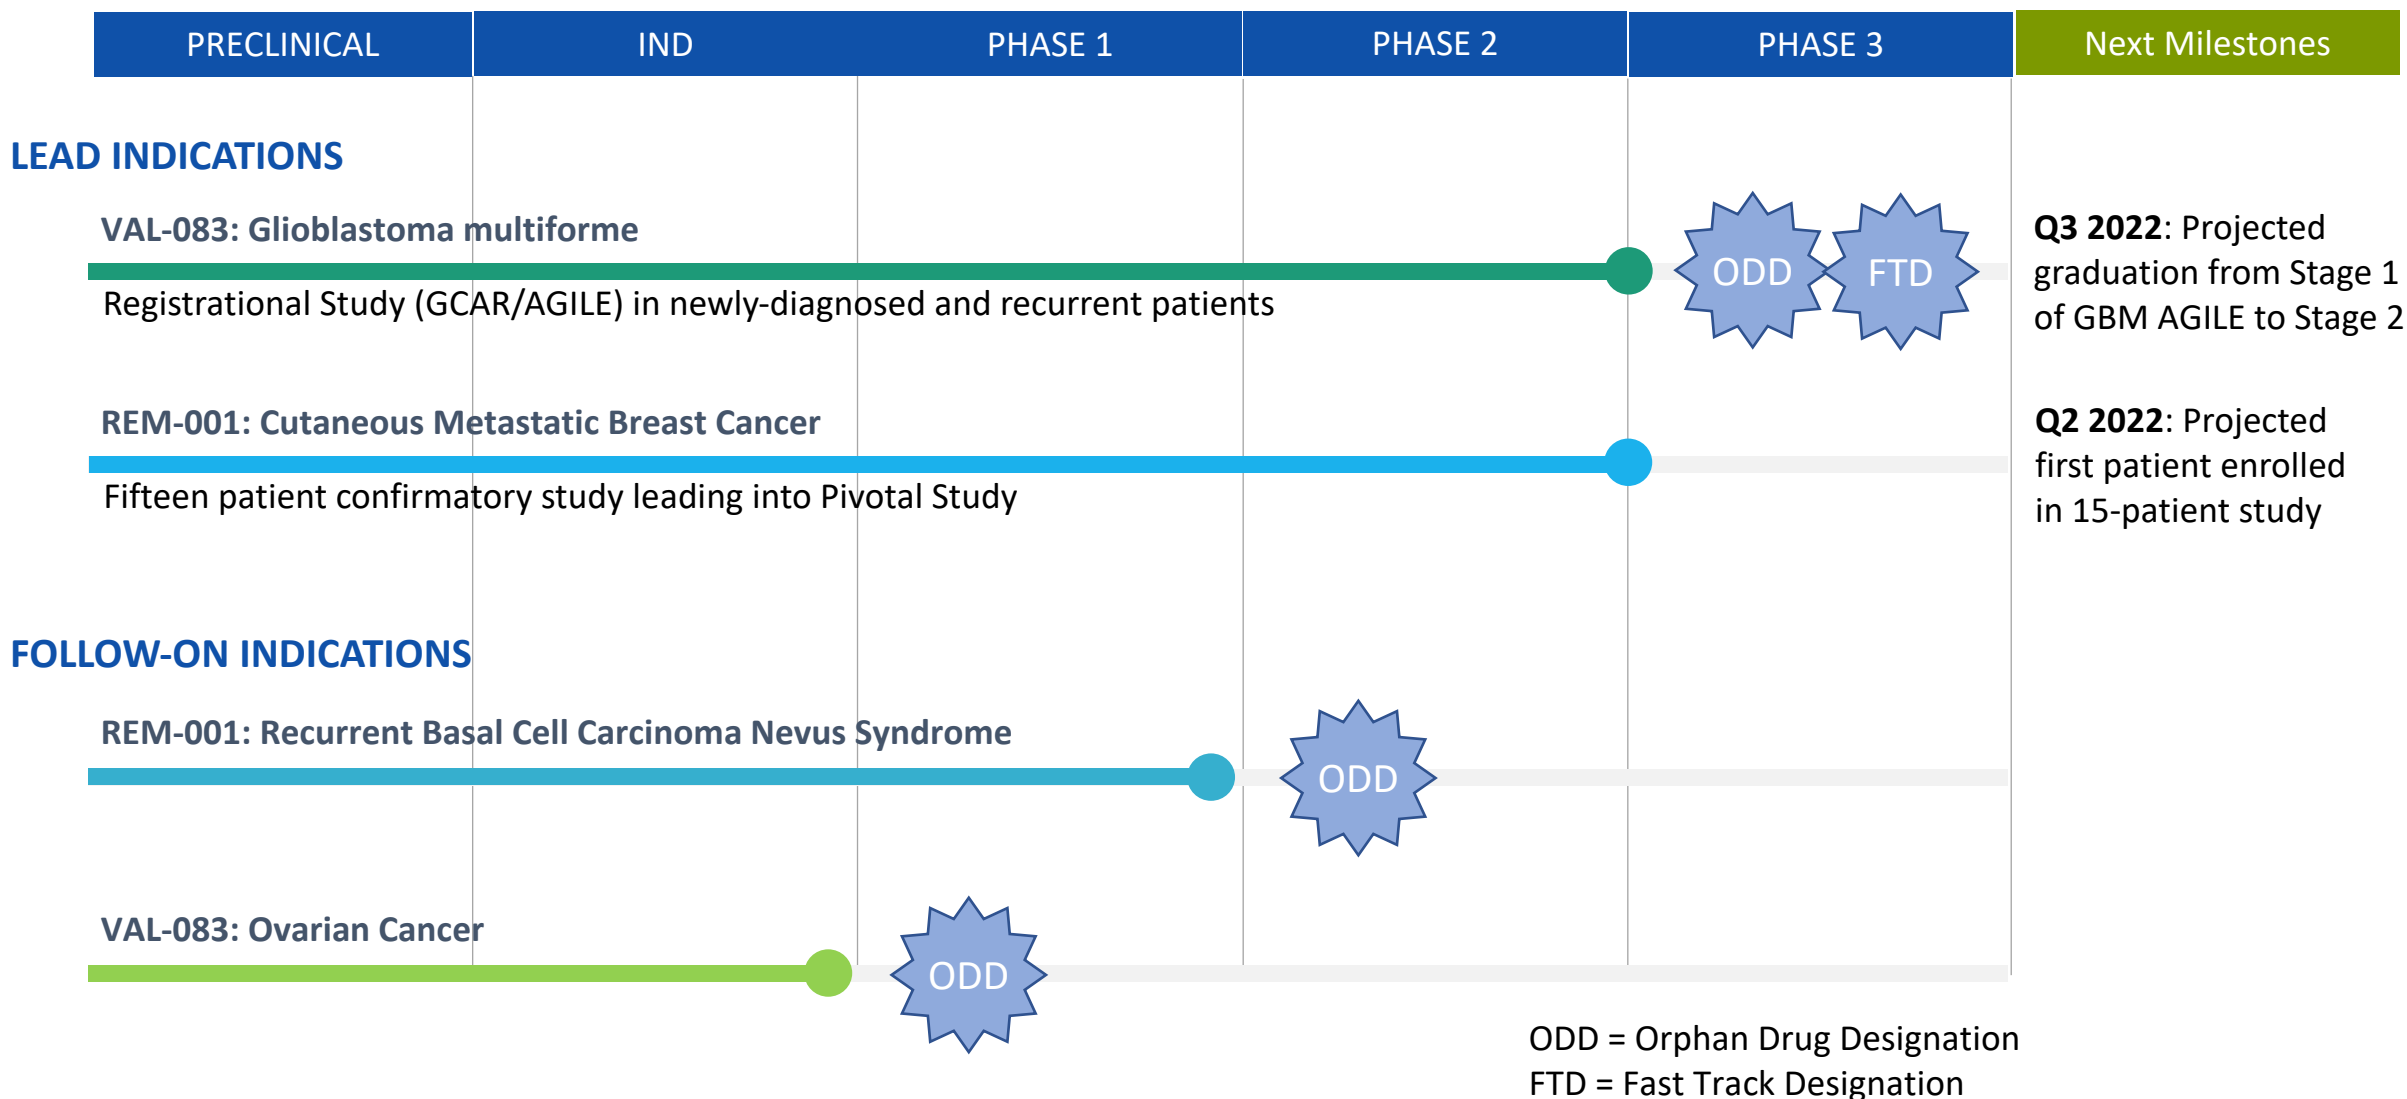 PRECLINICAL
IND
PHASE 1
PHASE 2
PHASE 3
Next Milestones
LEAD INDICATIONS
VAL-083: Glioblastoma multiforme
Registrational Study (GCAR/AGILE) in newly-diagnosed and recurrent patients
ODD
FTD
Q3 2022: Projected
graduation from Stage 1
of GBM AGILE to Stage 2
REM-001: Cutaneous Metastatic Breast Cancer
Fifteen patient confirmatory study leading into Pivotal Study
Q2 2022: Projected
first patient enrolled
in 15-patient study
FOLLOW-ON INDICATIONS
REM-001: Recurrent Basal Cell Carcinoma Nevus Syndrome
ODD
VAL-083: Ovarian Cancer
ODD
ODD = Orphan Drug Designation
FTD = Fast Track Designation